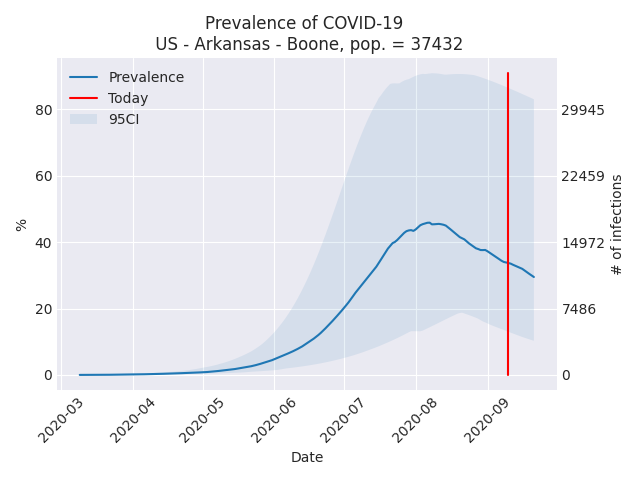 Prevalence of COVID-19
US - Arkansas - Boone, pop. = 37432
Prevalence
Today
95CI
80
60
40
20
0
%
29945
22459
14972
7486
0
# of infections
2020-03
2020-04
2020-05
2020-06
2020-07
2020-08
2020-09
Date